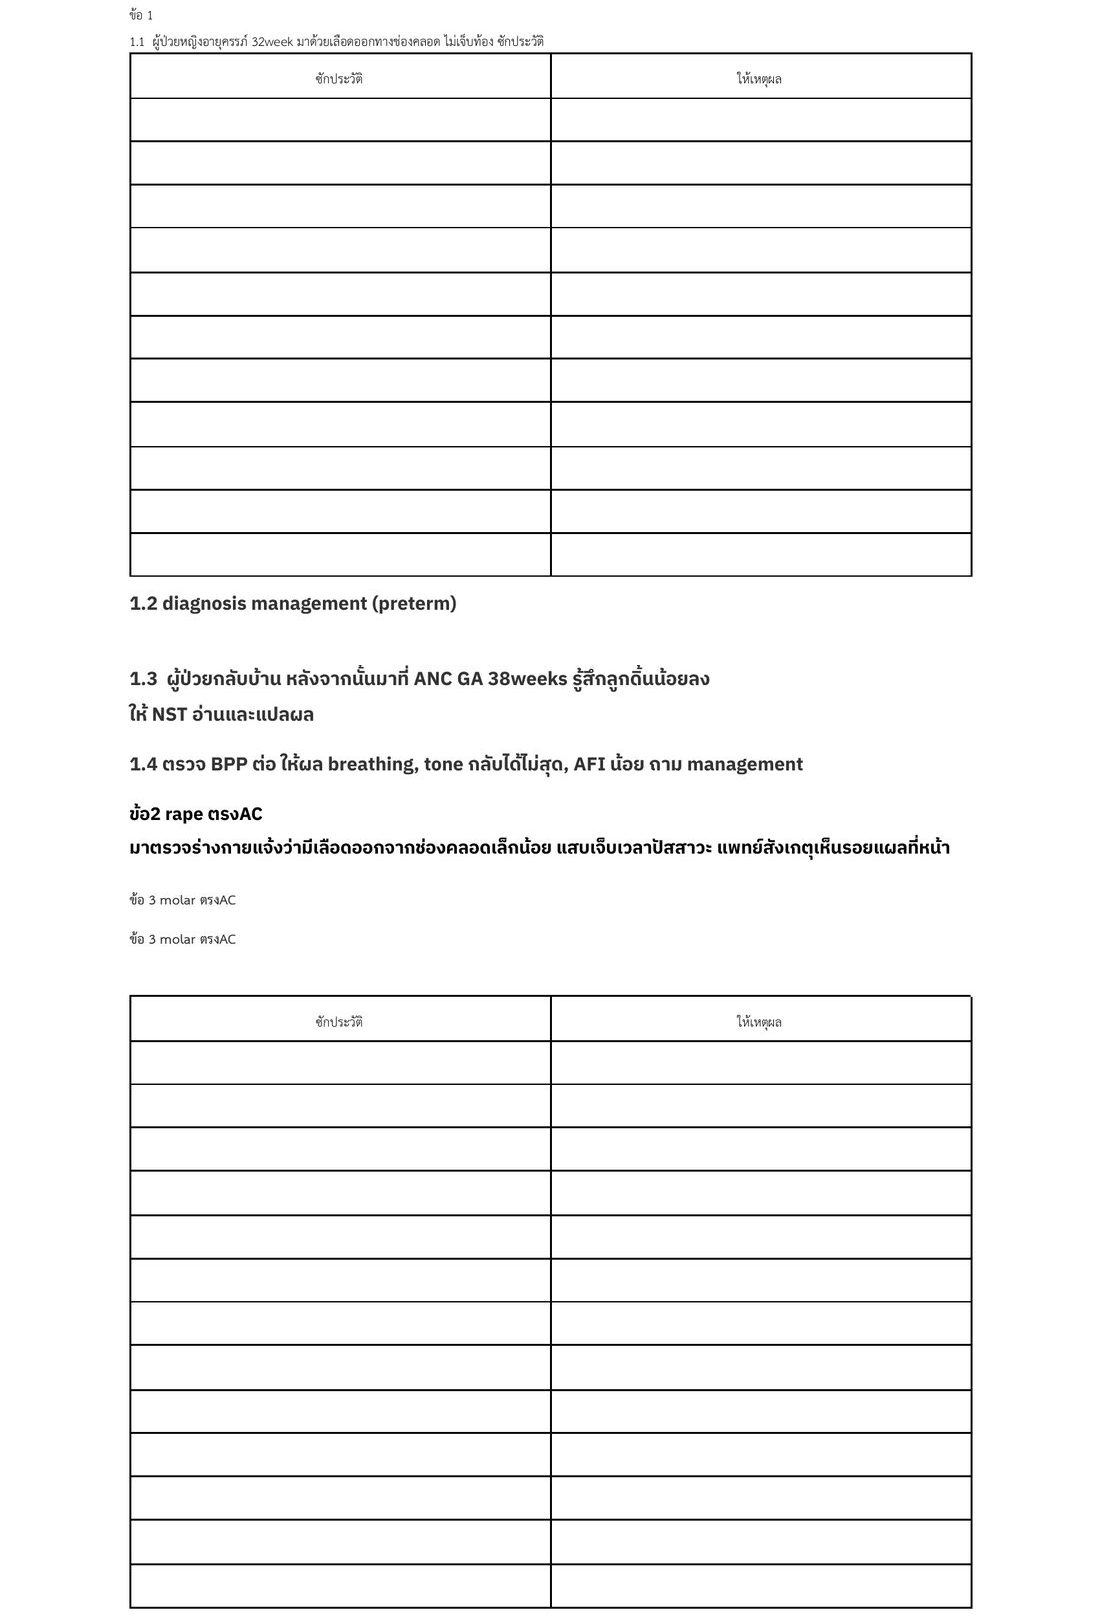 ข้อ 1
1.1 ผู้ป่วยหญิงอายุครรภ์ 32week มาด้วยเลือดออกทางช่องคลอด ไม่เจ็บท้อง ซักประวัติ
ซักประวัติ ให้เหตุผล
1.2 diagnosis management (preterm)
1.3 ผู้ป่วยกลับบ้าน หลังจากนั้นมาที่ ANC GA 38weeks รู้สึกลูกดิ้นน้อยลง
ให้ NST อ่านและแปลผล
1.4 ตรวจ BPP ต่อ ให้ผล breathing, tone กลับได้ไม่สุด, AFI น้อย ถาม management
ข้อ2 rape ตรงAC
มาตรวจร่างกายแจ้งว่ามีเลือดออกจากช่องคลอดเล็กน้อย แสบเจ็บเวลาปัสสาวะ แพทย์สังเกตุเห็นรอยแผลที่หน้า
ข้อ 3 molar ตรงAC
ข้อ 3 molar ตรงAC
ซักประวัติ ให้เหตุผล